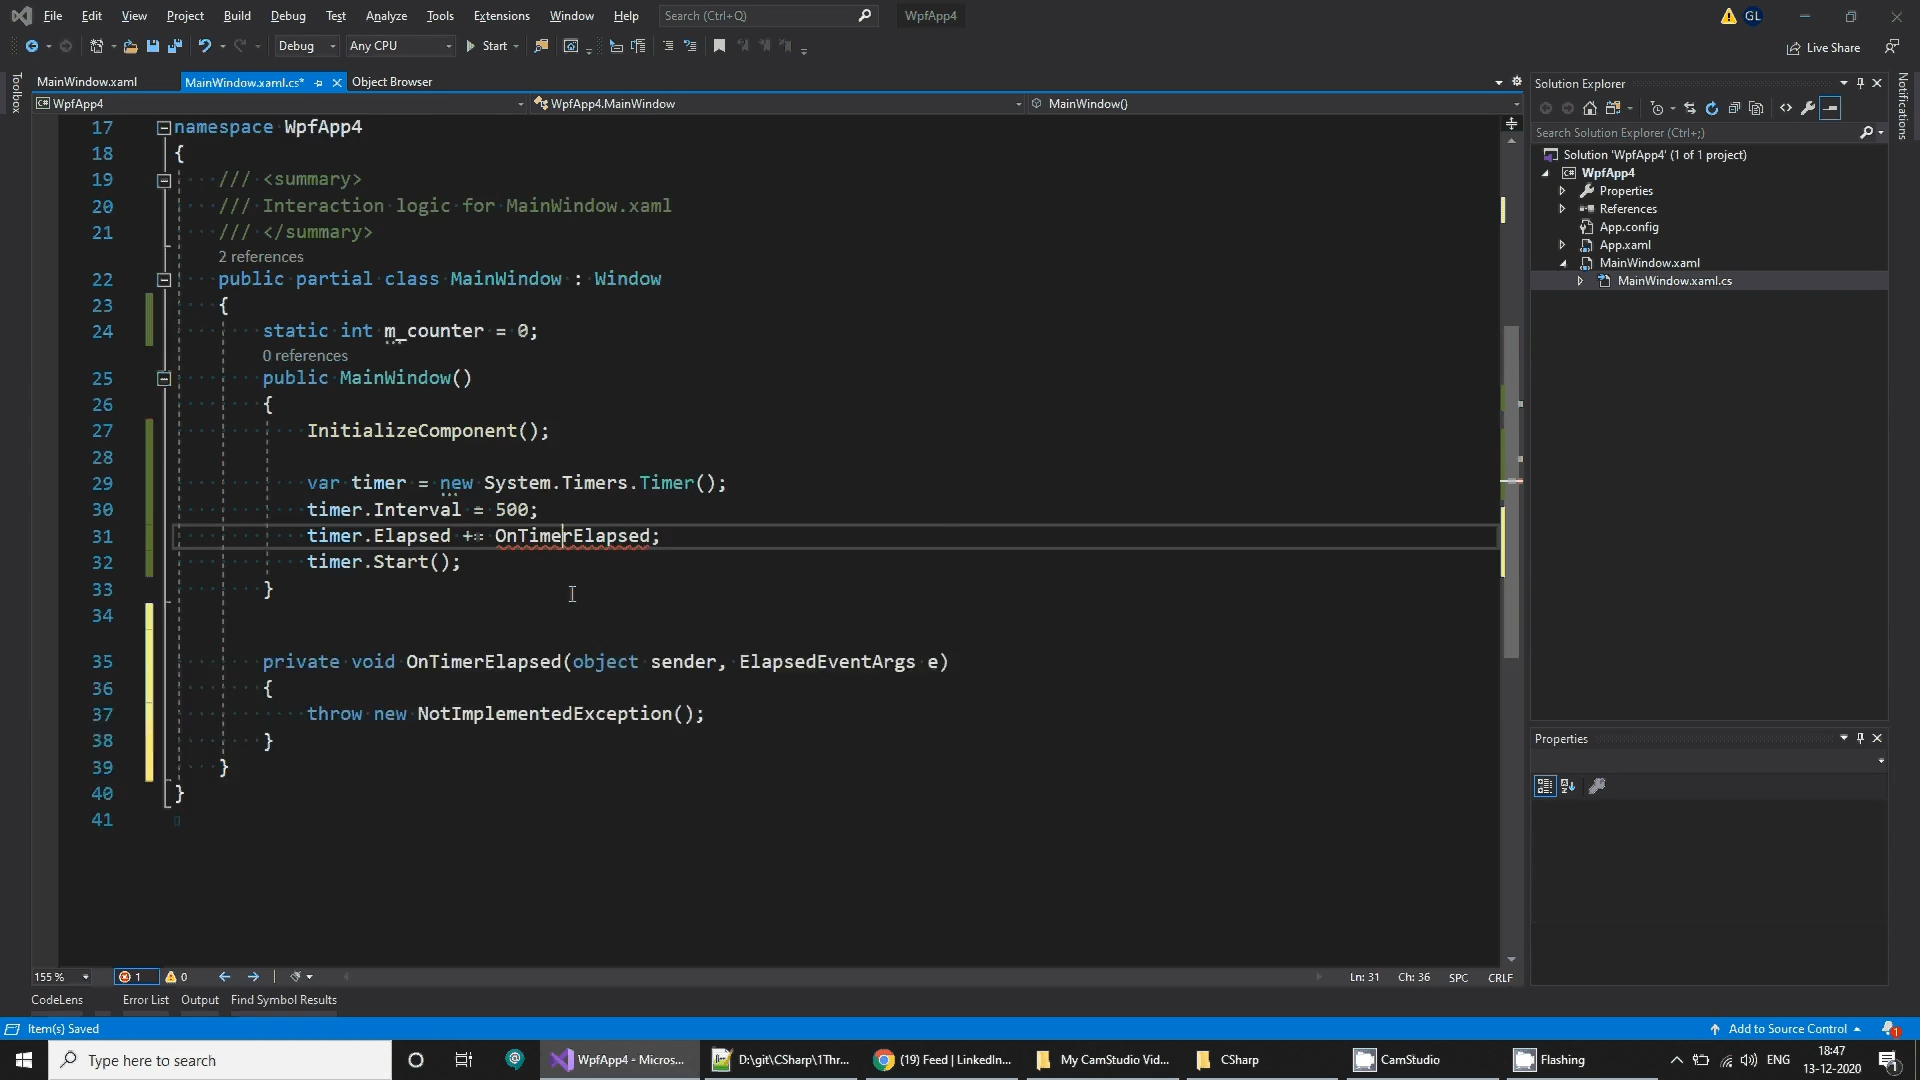 File Edit View Project Build Debug Test Analyze Tools Extensions Window Help Search (Ctrl+Q) WpfApp4 GL
Debug Any CPU Start Live Share
Toolbox
MainWindow.xaml MainWindow.xaml.cs* Object Browser
WpfApp4 WpfApp4.MainWindow MainWindow()
17 namespace WpfApp4
18 {
19 /// <summary>
20 /// Interaction logic for MainWindow.xaml
21 /// </summary>
2 references
22 public partial class MainWindow : Window
23 {
24 static int m_counter = 0;
0 references
25 public MainWindow()
26 {
27 InitializeComponent();
28
29 var timer = new System.Timers.Timer();
30 timer.Interval = 500;
31 timer.Elapsed += OnTimerElapsed;
32 timer.Start();
33 }
34
35 private void OnTimerElapsed(object sender, ElapsedEventArgs e)
36 {
37 throw new NotImplementedException();
38 }
39 }
40 }
41
155 % 1 0 Ln: 31 Ch: 36 SPC CRLF
CodeLens Error List Output Find Symbol Results
Solution Explorer
Search Solution Explorer (Ctrl+;)
Solution 'WpfApp4' (1 of 1 project)
WpfApp4
Properties
References
App.config
App.xaml
MainWindow.xaml
MainWindow.xaml.cs
Properties
Notifications
Item(s) Saved Add to Source Control 1
Type here to search WpfApp4 - Micros... D:\git\CSharp\1Thr... (19) Feed | LinkedIn... My CamStudio Vid... CSharp CamStudio Flashing ENG 18:47
13-12-2020 1